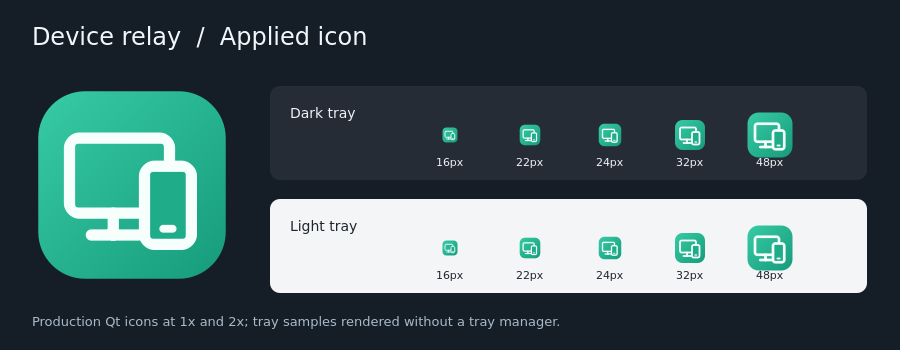 Device relay / Applied icon
Dark tray
16px 22px 24px 32px 48px
Light tray
16px 22px 24px 32px 48px
Production Qt icons at 1x and 2x; tray samples rendered without a tray manager.